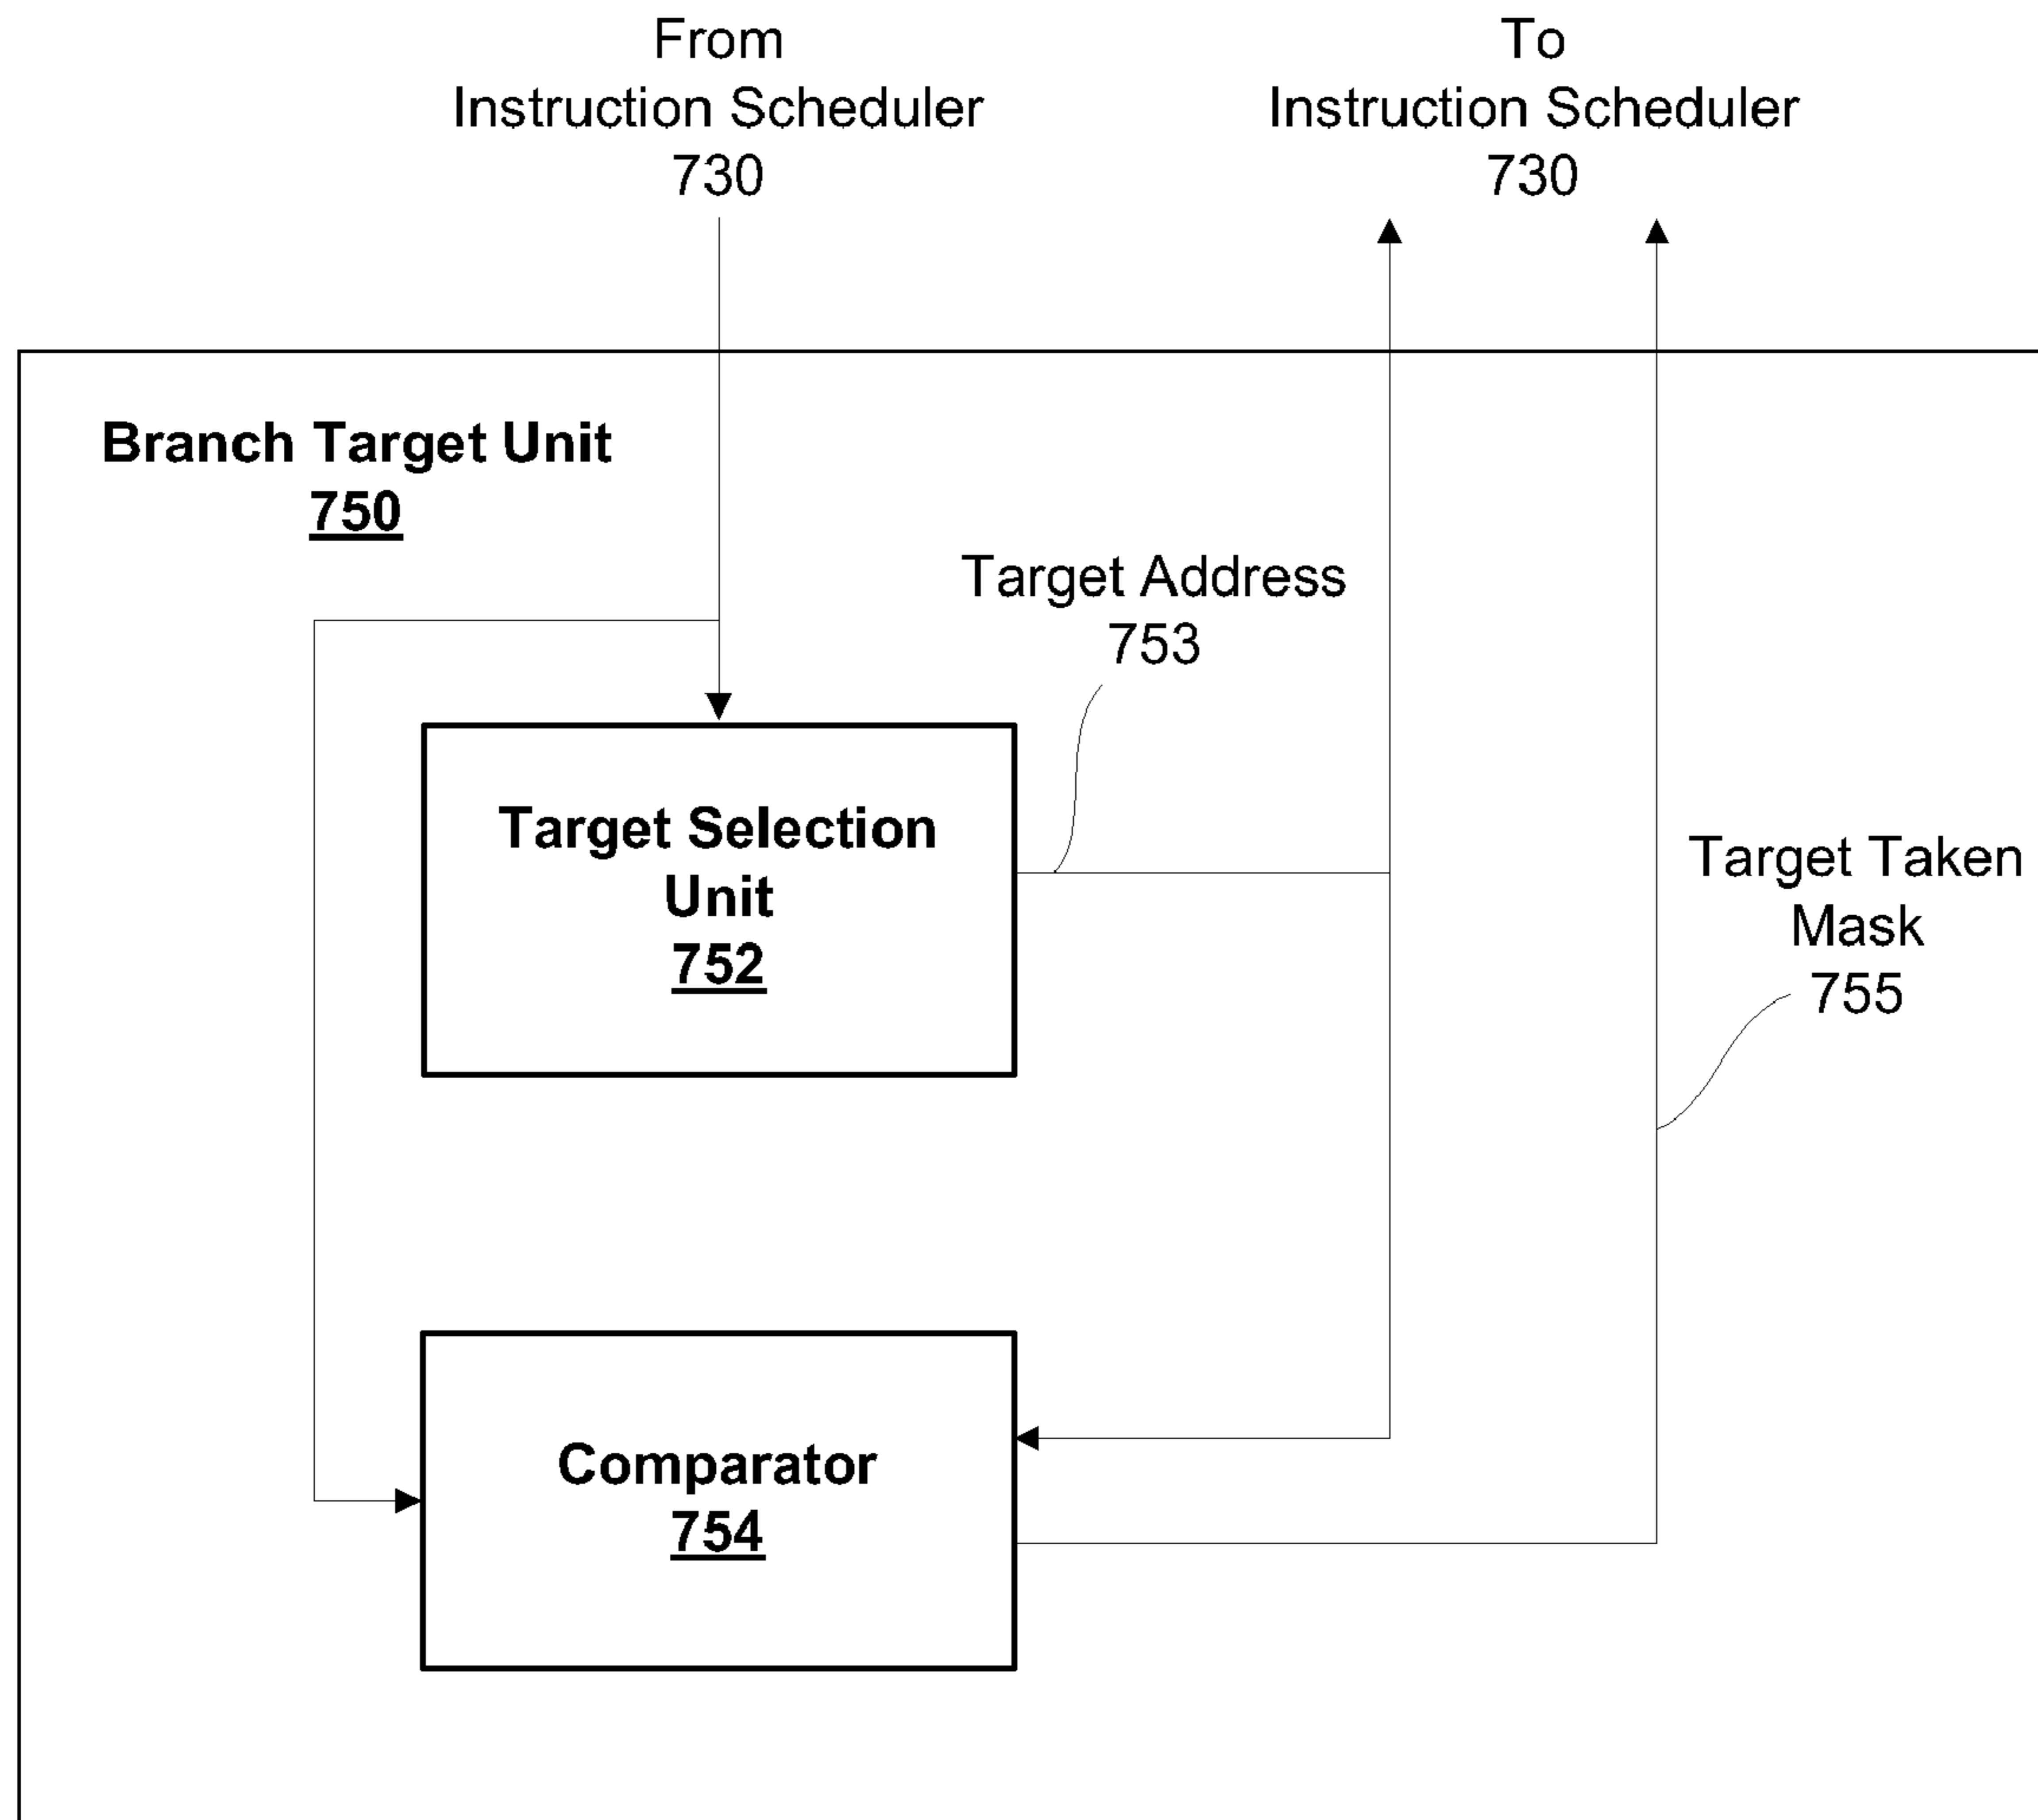 From
Instruction Scheduler
730
To
Instruction Scheduler
730
Branch Target Unit
750
Target Address
753
Target Selection
Unit
752
Target Taken
Mask
755
Comparator
754